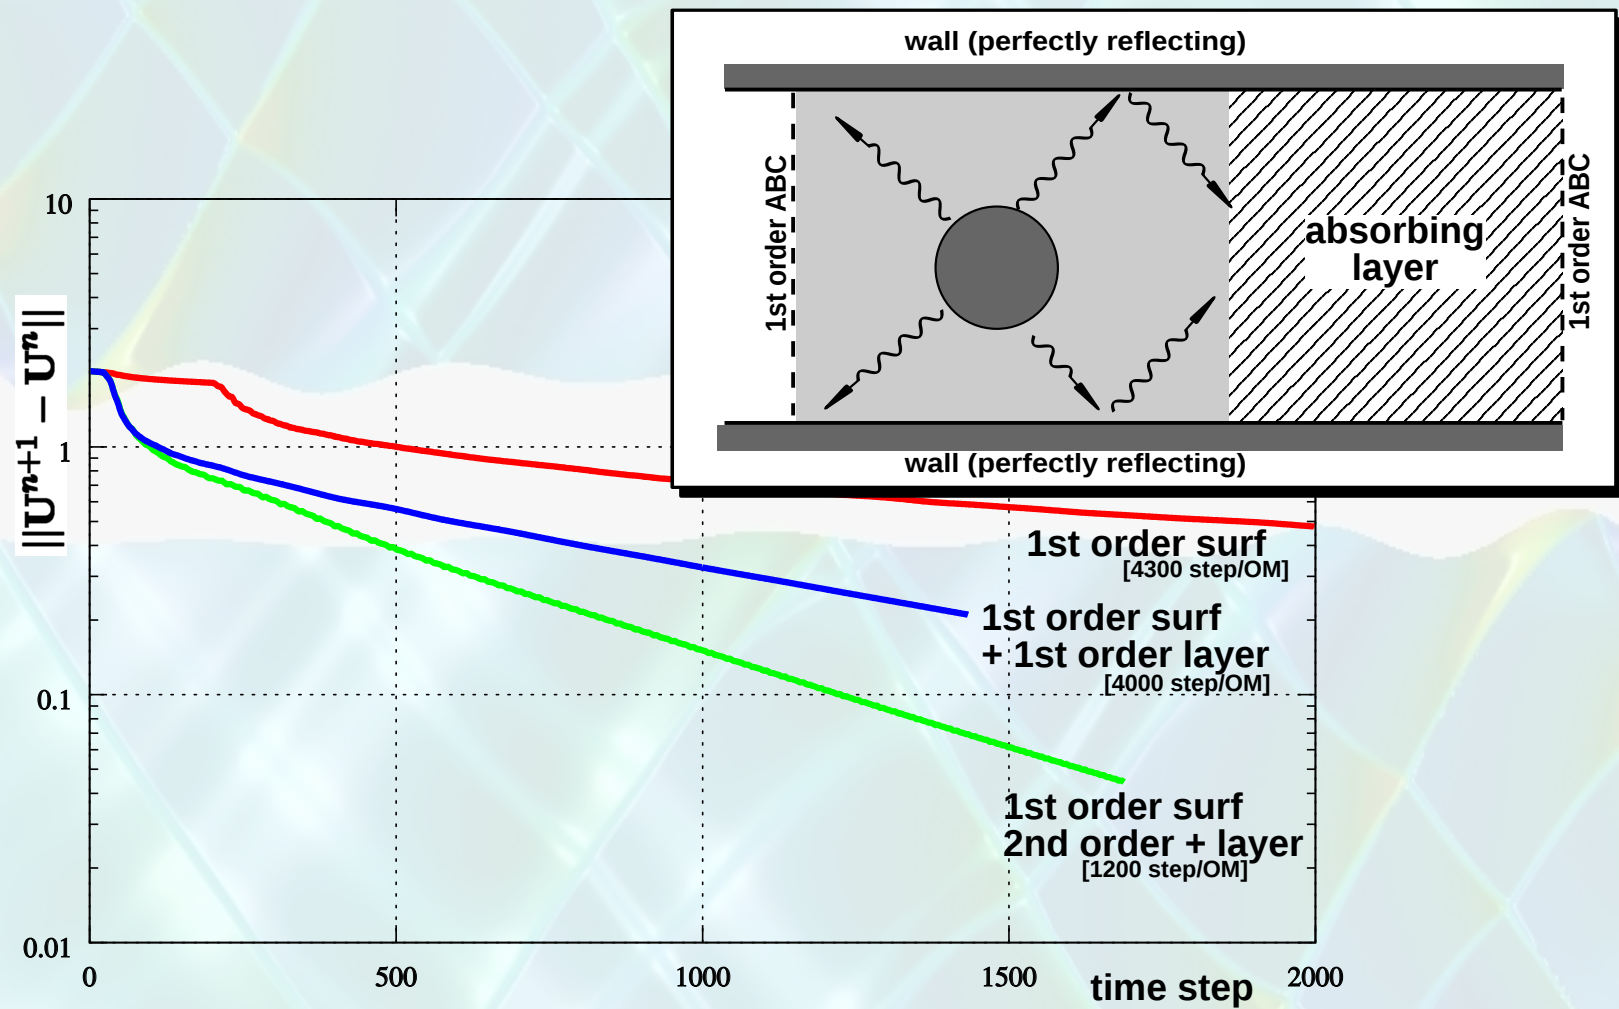 wall (perfectly reflecting)
1st order ABC
absorbing
layer
1st order ABC
wall (perfectly reflecting)
||Uⁿ⁺¹ − Uⁿ||
10
1
0.1
0.01
1st order surf
[4300 step/OM]
1st order surf
+ 1st order layer
[4000 step/OM]
1st order surf
2nd order + layer
[1200 step/OM]
0 500 1000 1500 2000
time step